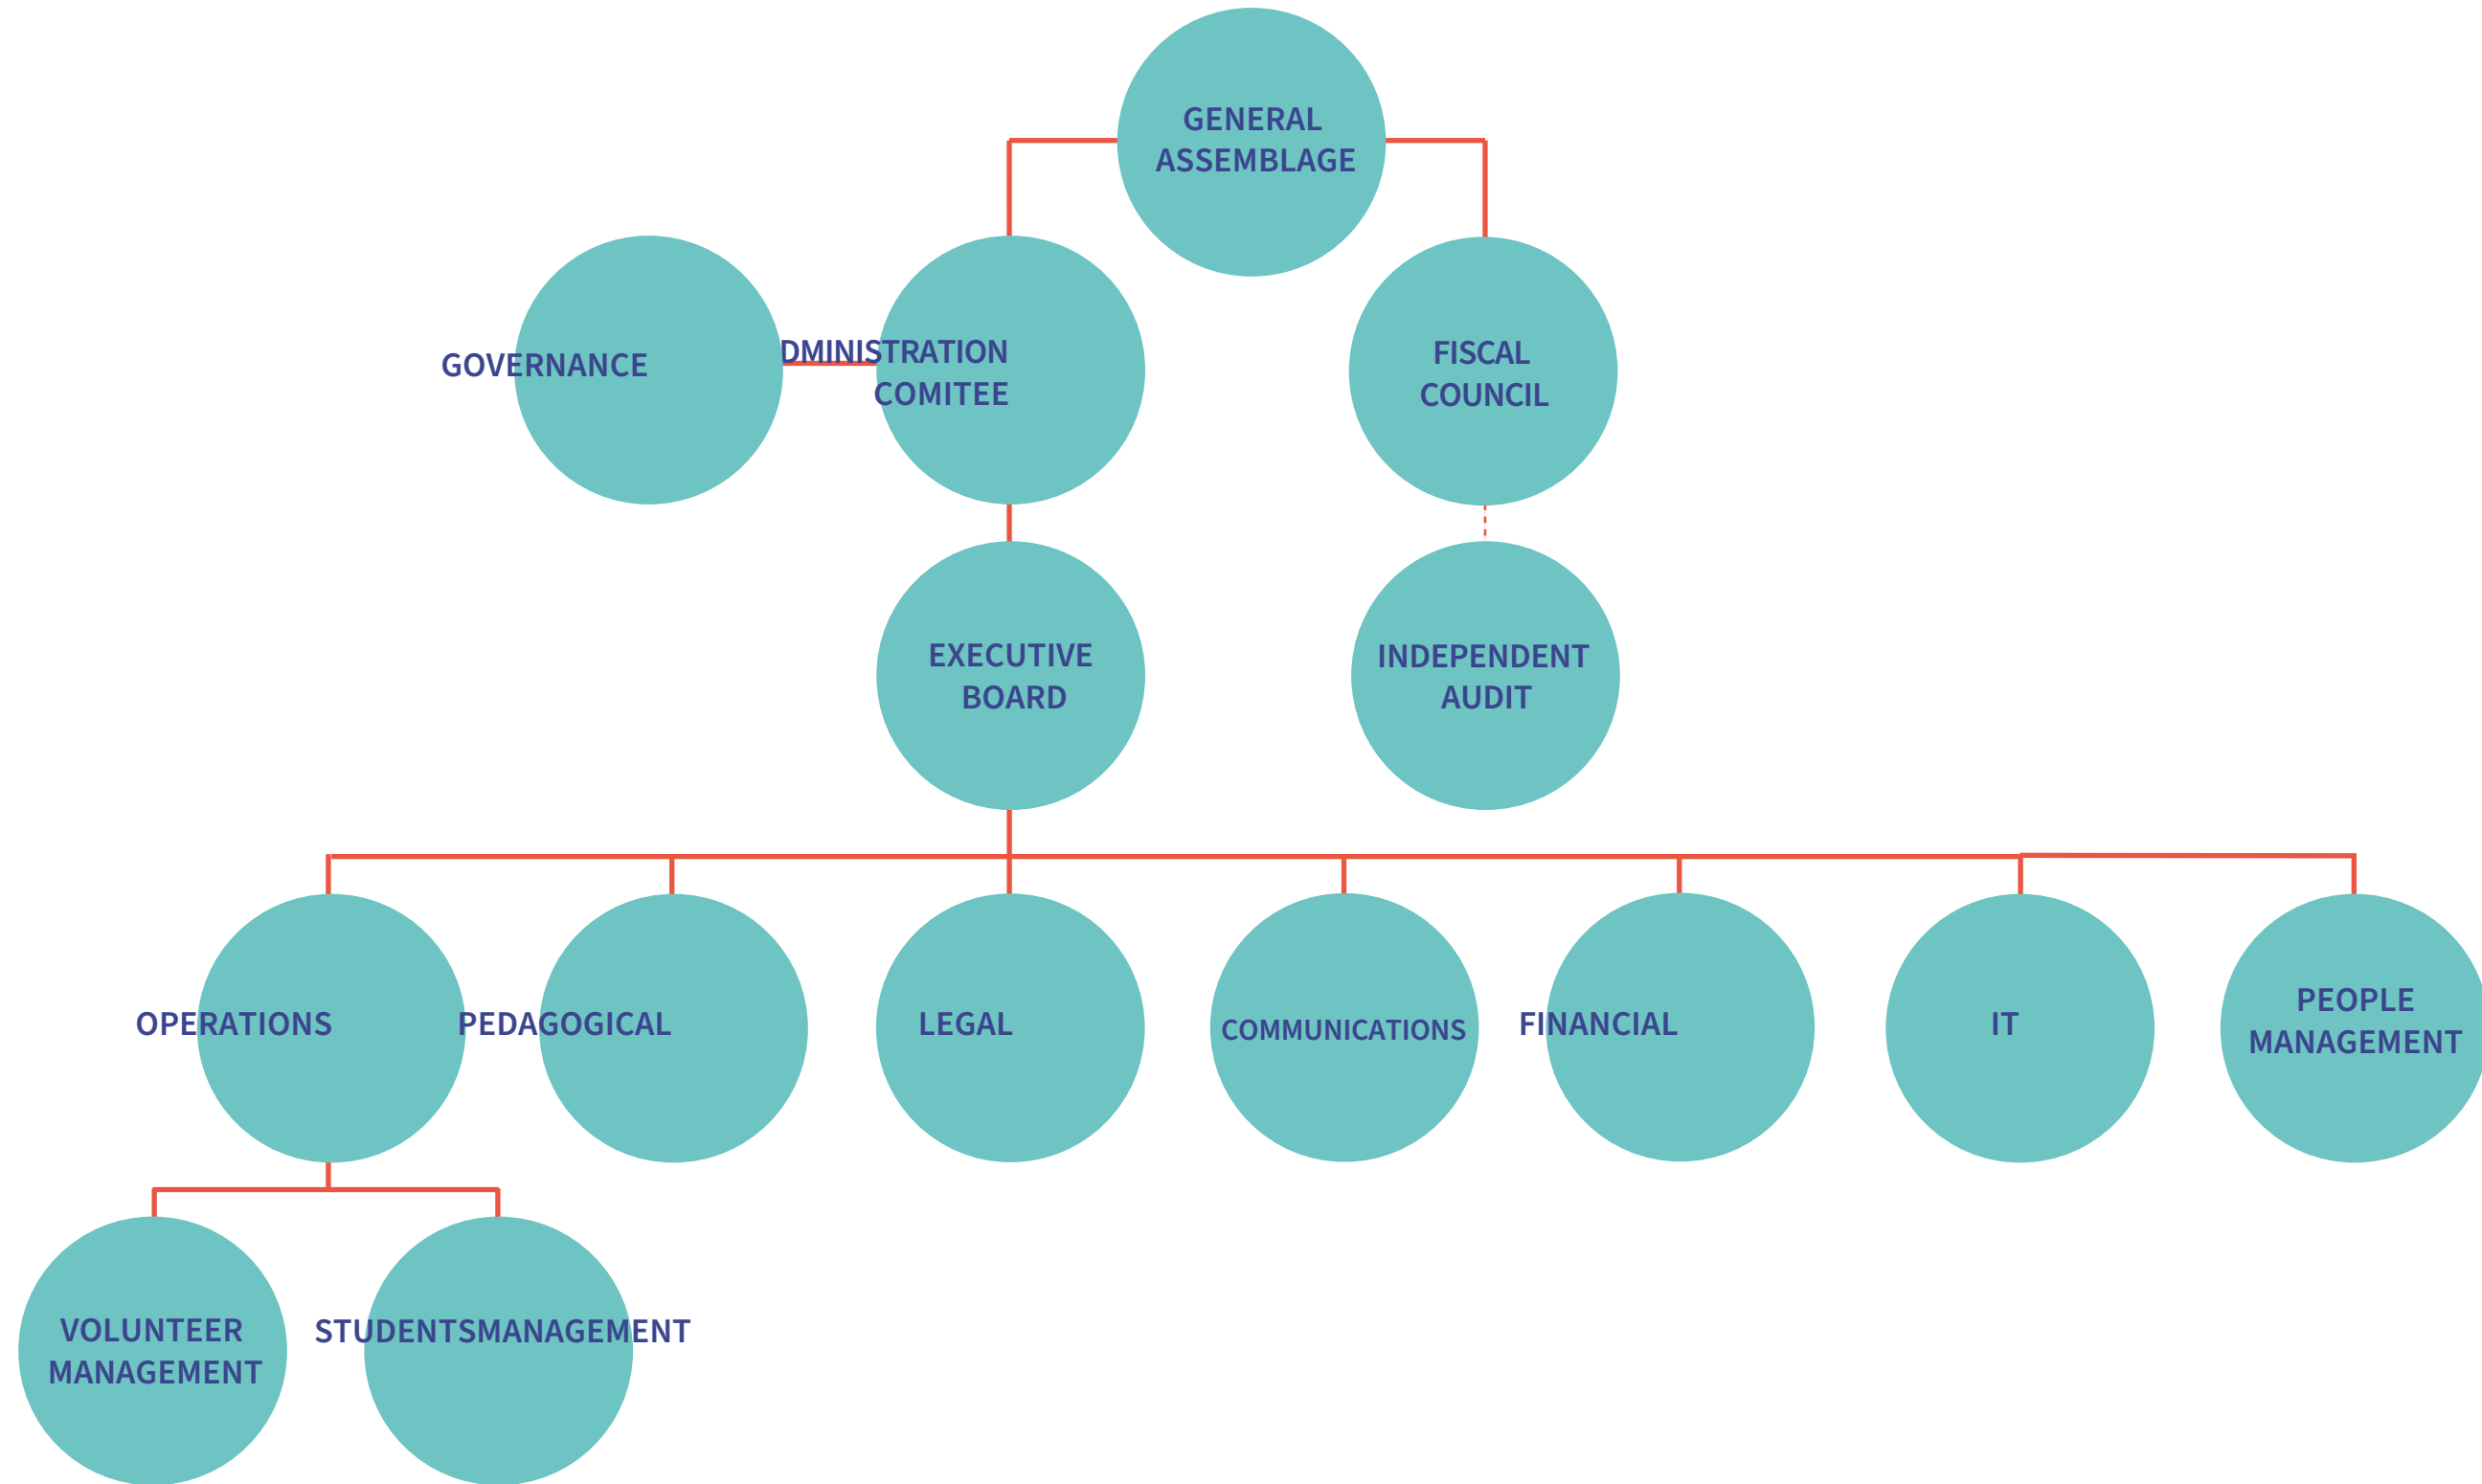 GENERAL
ASSEMBLAGE
GOVERNANCE
DMINISTRATION
COMITEE
FISCAL
COUNCIL
EXECUTIVE
BOARD
INDEPENDENT
AUDIT
OPERATIONS
PEDAGOGICAL
LEGAL
COMMUNICATIONS
FINANCIAL
IT
PEOPLE
MANAGEMENT
VOLUNTEER
MANAGEMENT
STUDENTSMANAGEMENT